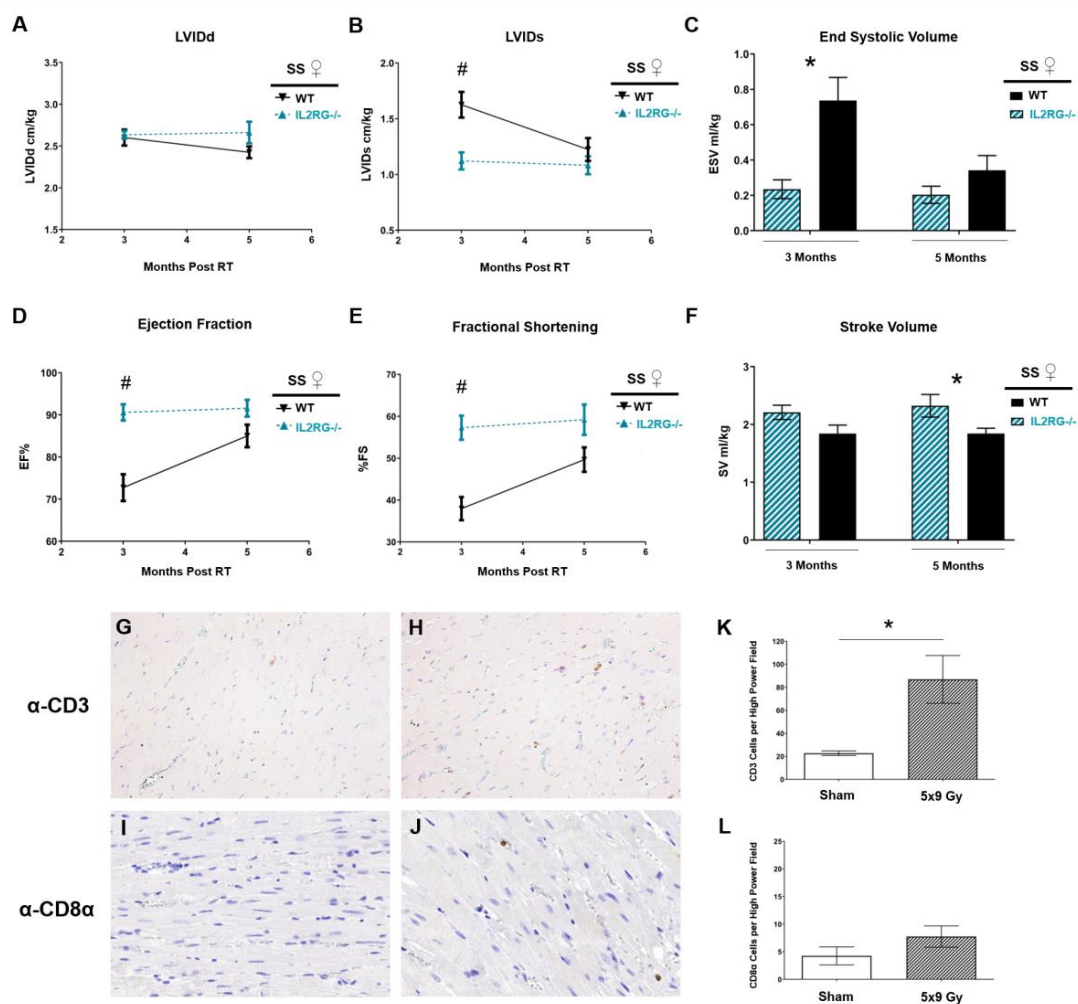 A
LVIDd
LVIDd cm/kg
3.5
3.0
2.5
2.0
1.5
2
3
4
5
6
Months Post RT
SS ♀
WT
IL2RG-/-
B
LVIDs
LVIDs cm/kg
2.0
1.5
1.0
0.5
#
2
3
4
5
6
Months Post RT
SS ♀
WT
IL2RG-/-
C
End Systolic Volume
ESV ml/kg
1.0
0.8
0.6
0.4
0.2
0.0
*
3 Months
5 Months
SS ♀
WT
IL2RG-/-
D
Ejection Fraction
EF%
100
90
80
70
60
#
2
3
4
5
6
Months Post RT
SS ♀
WT
IL2RG-/-
E
Fractional Shortening
%FS
70
60
50
40
30
#
2
3
4
5
6
Months Post RT
SS ♀
WT
IL2RG-/-
F
Stroke Volume
SV ml/kg
3
2
1
0
*
3 Months
5 Months
SS ♀
WT
IL2RG-/-
α-CD3
G
H
K
CD3 Cells per High Power Field
120
100
80
60
40
20
0
*
Sham
5x9 Gy
α-CD8α
I
J
L
CD8α Cells per High Power Field
25
20
15
10
5
0
Sham
5x9 Gy